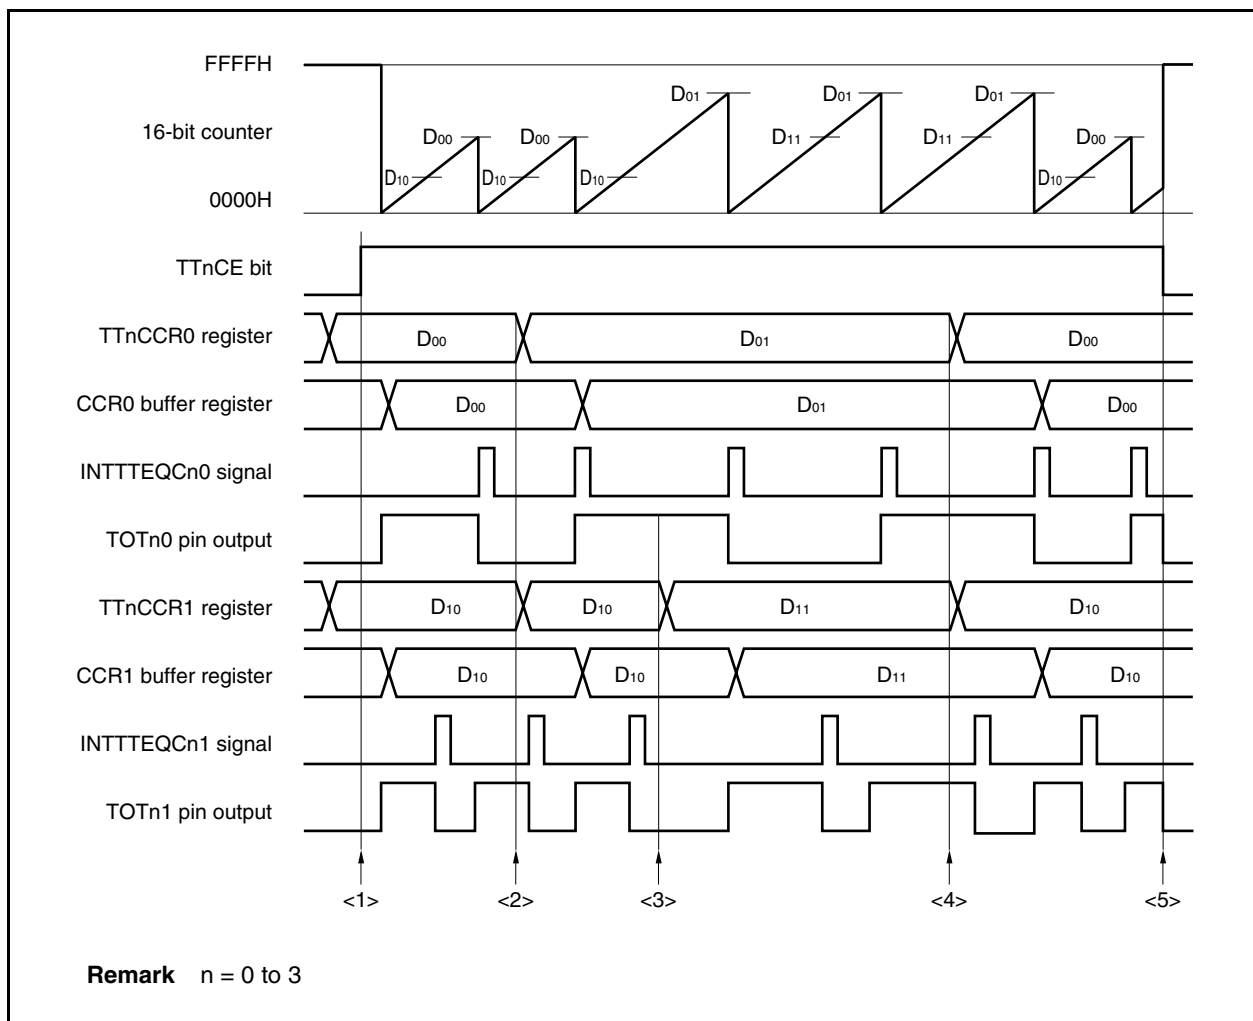 FFFFH
D01 D01 D01
16-bit counter D00 D00 D11 D11 D00
D10 D10 D10 D10
0000H
TTnCE bit
TTnCCR0 register D00 D01 D00
CCR0 buffer register D00 D01 D00
INTTTEQCn0 signal
TOTn0 pin output
TTnCCR1 register D10 D10 D11 D10
CCR1 buffer register D10 D10 D11 D10
INTTTEQCn1 signal
TOTn1 pin output
<1> <2> <3> <4> <5>
Remark n = 0 to 3